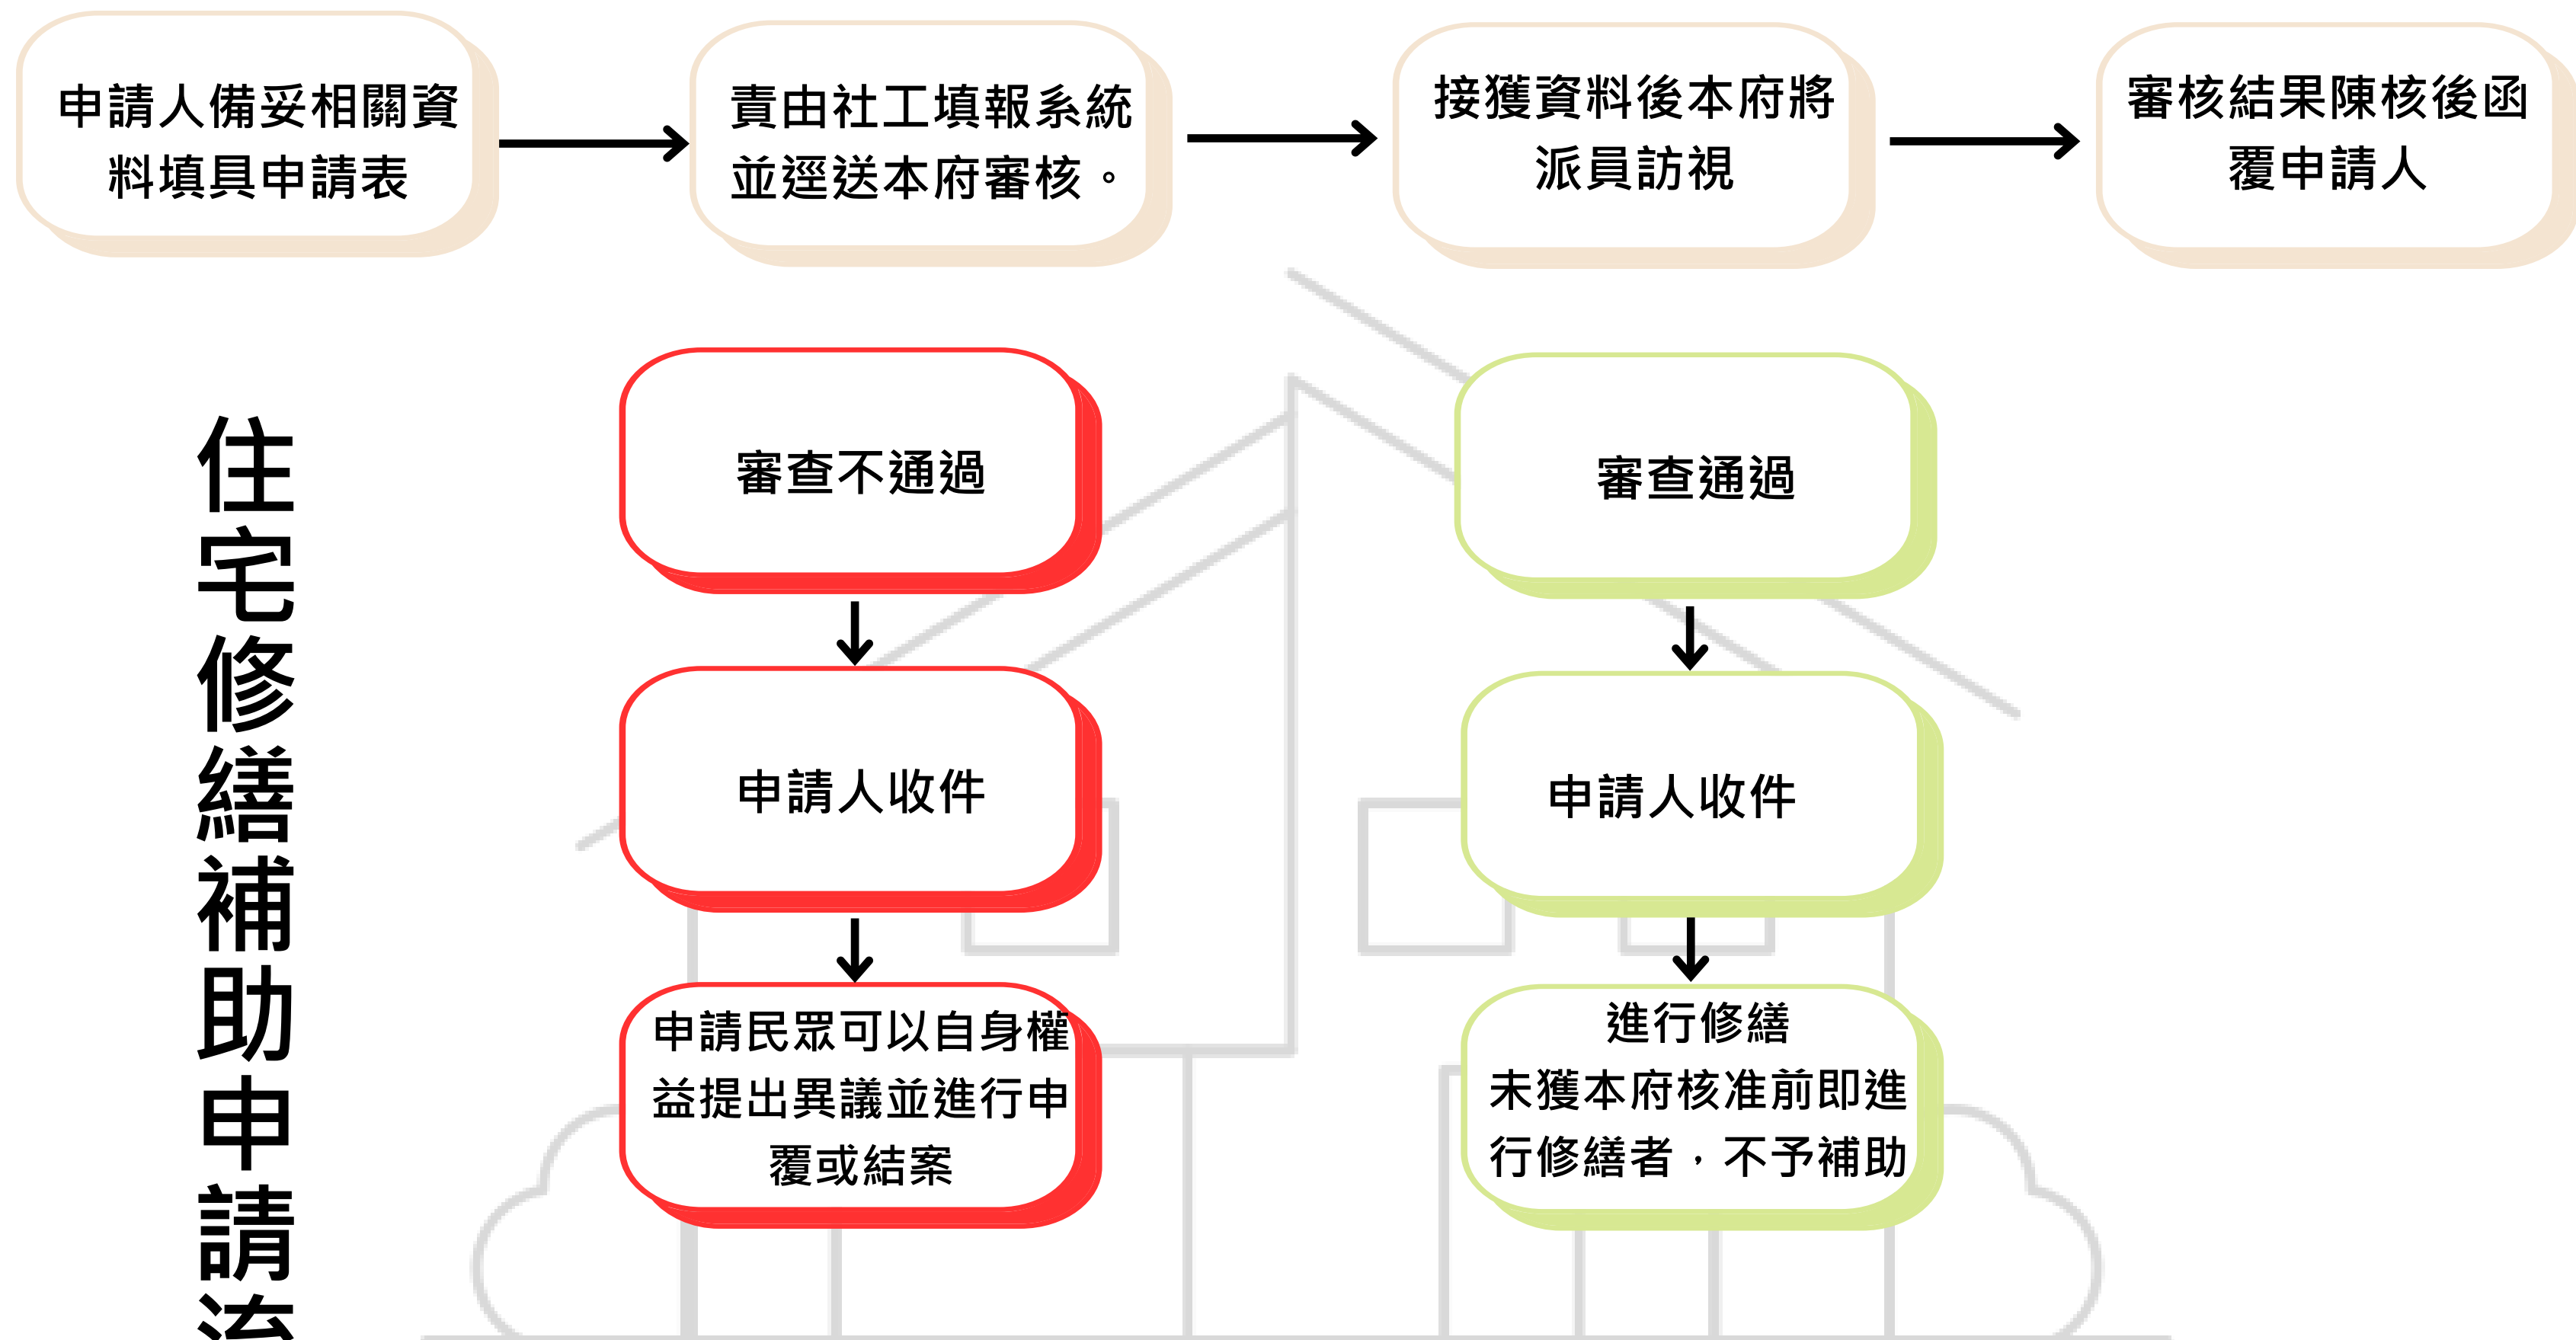 申請人備妥相關資
料填具申請表
責由社工填報系統
並逕送本府審核。
接獲資料後本府將
派員訪視
審核結果陳核後函
覆申請人
住宅修繕補助申請流
審查不通過
申請人收件
申請民眾可以自身權
益提出異議並進行申
覆或結案
審查通過
申請人收件
進行修繕
未獲本府核准前即進
行修繕者，不予補助